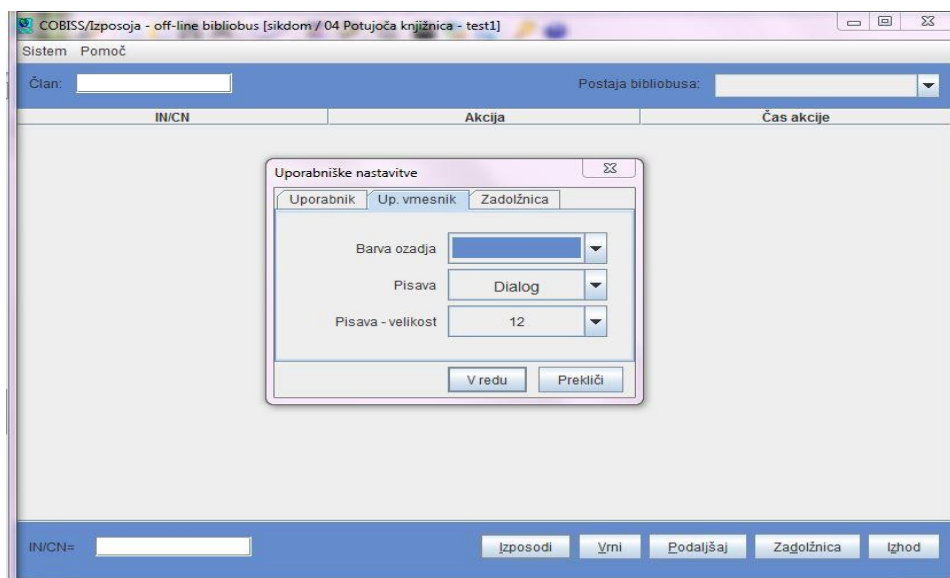 COBISS/Izposoja - off-line bibliobus [sikdom / 04 Potujoča knjižnica - test1]
Sistem Pomoč
Član: Postaja bibliobusa:
IN/CN Akcija Čas akcije
Uporabniške nastavitve
Uporabnik Up. vmesnik Zadolžnica
Barva ozadja
Pisava Dialog
Pisava - velikost 12
V redu Prekliči
IN/CN= Izposodi Vrni Podaljšaj Zadolžnica Izhod